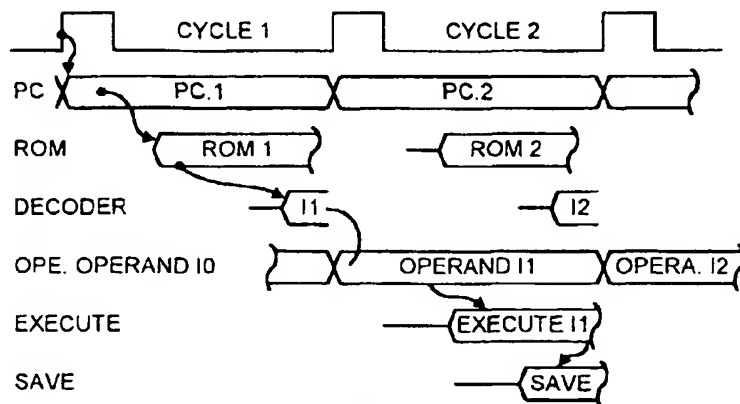 CYCLE 1 CYCLE 2
PC PC.1 PC.2
ROM ROM 1 ROM 2
DECODER I1 I2
OPE. OPERAND I0 OPERAND I1 OPERA. I2
EXECUTE EXECUTE I1
SAVE SAVE